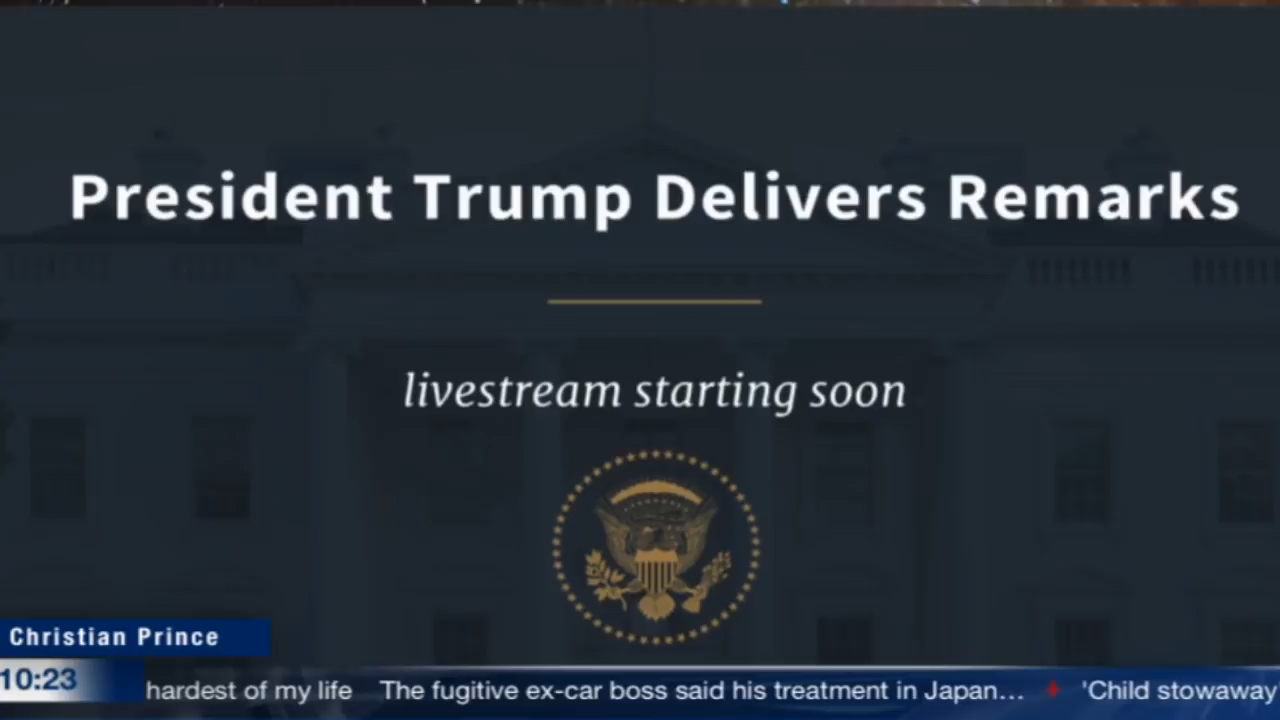 President Trump Delivers Remarks
livestream starting soon
Christian Prince
10:23
hardest of my life The fugitive ex-car boss said his treatment in Japan... 'Child stowaway'